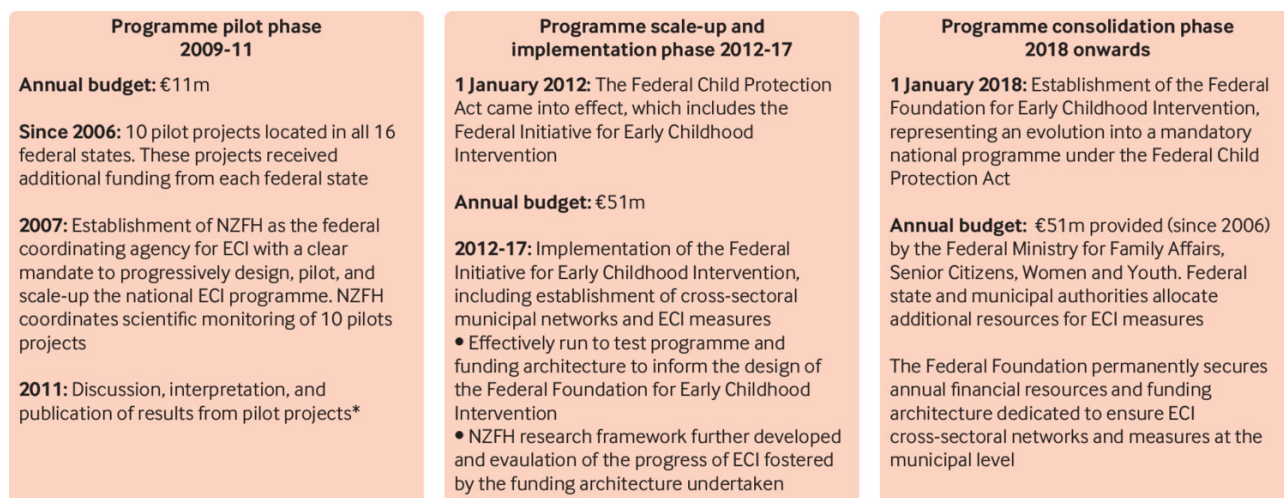 Programme pilot phase
2009-11
Annual budget: €11m
Since 2006: 10 pilot projects located in all 16
federal states. These projects received
additional funding from each federal state
2007: Establishment of NZFH as the federal
coordinating agency for ECI with a clear
mandate to progressively design, pilot, and
scale-up the national ECI programme. NZFH
coordinates scientific monitoring of 10 pilots
projects
2011: Discussion, interpretation, and
publication of results from pilot projects*
Programme scale-up and
implementation phase 2012-17
1 January 2012: The Federal Child Protection
Act came into effect, which includes the
Federal Initiative for Early Childhood
Intervention
Annual budget: €51m
2012-17: Implementation of the Federal
Initiative for Early Childhood Intervention,
including establishment of cross-sectoral
municipal networks and ECI measures
• Effectively run to test programme and
funding architecture to inform the design of
the Federal Foundation for Early Childhood
Intervention
• NZFH research framework further developed
and evaulation of the progress of ECI fostered
by the funding architecture undertaken
Programme consolidation phase
2018 onwards
1 January 2018: Establishment of the Federal
Foundation for Early Childhood Intervention,
representing an evolution into a mandatory
national programme under the Federal Child
Protection Act
Annual budget: €51m provided (since 2006)
by the Federal Ministry for Family Affairs,
Senior Citizens, Women and Youth. Federal
state and municipal authorities allocate
additional resources for ECI measures
The Federal Foundation permanently secures
annual financial resources and funding
architecture dedicated to ensure ECI
cross-sectoral networks and measures at the
municipal level